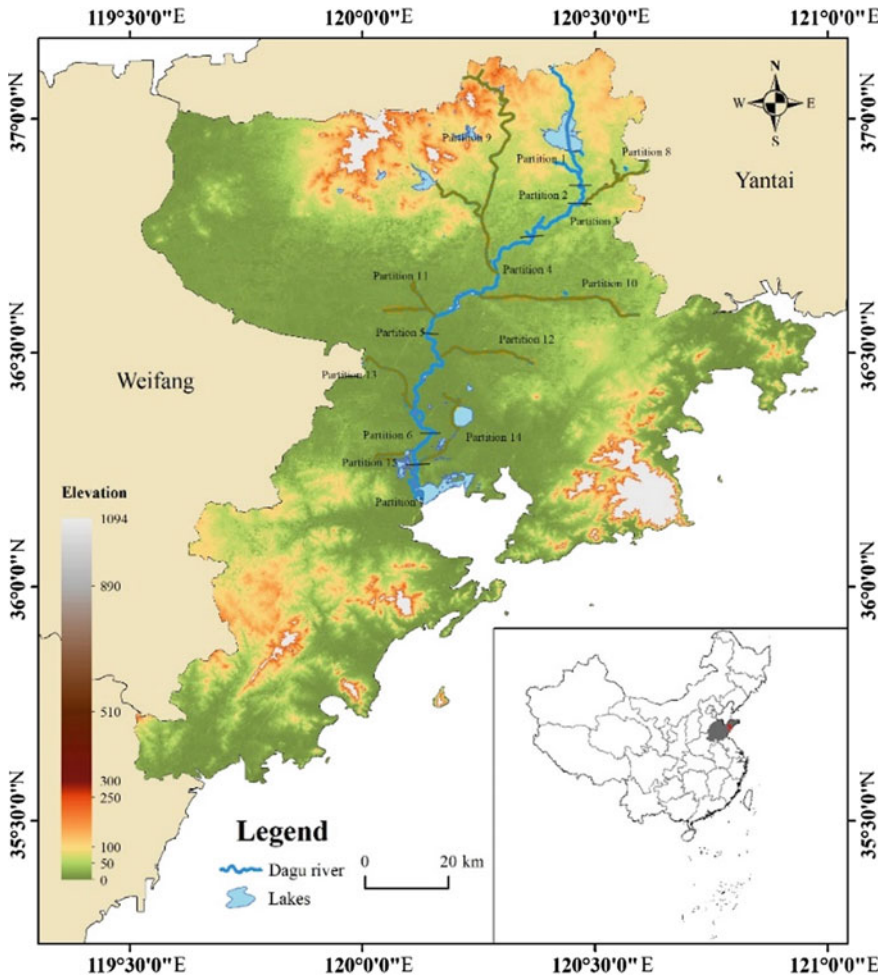 119°30'0"E 120°0'0"E 120°30'0"E 121°0'0"E
37°0'0"N
37°0'0"N
N
W E
S
Partition 9
Partition 1
Partition 8
Yantai
Partition 2
Partition 3
Partition 4
Partition 11
Partition 10
Partition 5
Partition 12
36°30'0"N
36°30'0"N
Weifang
Partition 13
Partition 6
Partition 14
Partition 15
Elevation
Partition
1094
890
510
300
250
100
50
0
36°0'0"N
36°0'0"N
35°30'0"N
35°30'0"N
Legend
Dagu river
Lakes
0 20 km
119°30'0"E 120°0'0"E 120°30'0"E 121°0'0"E